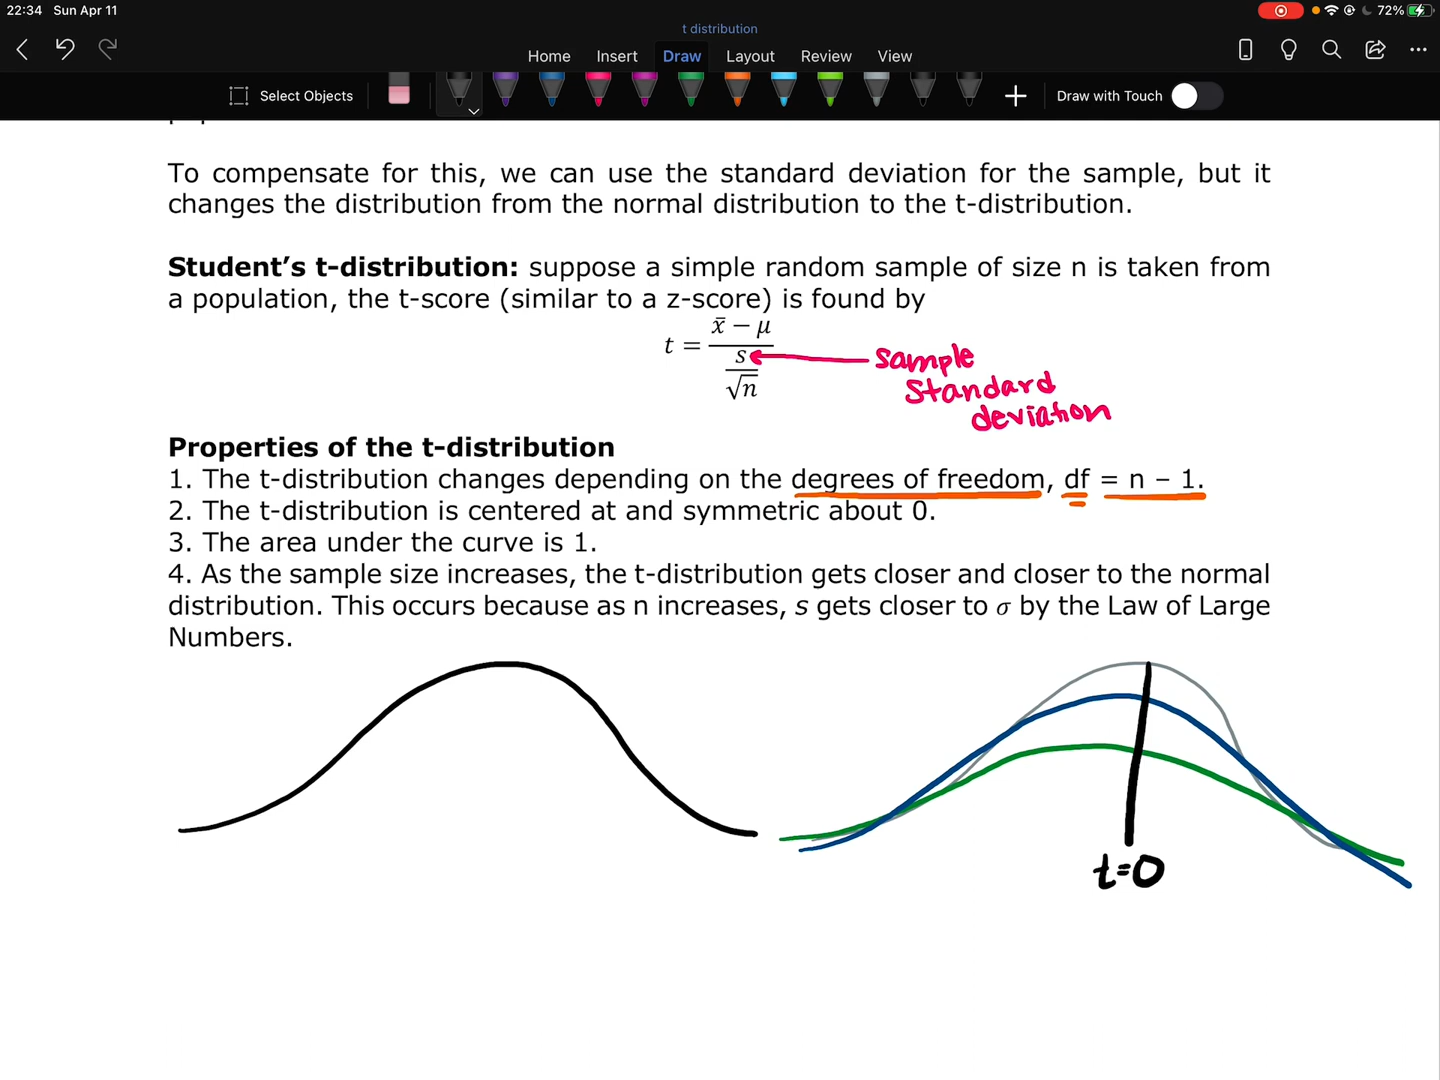 22:34 Sun Apr 11
72%
t distribution
Home Insert Draw Layout Review View
Select Objects
Draw with Touch
To compensate for this, we can use the standard deviation for the sample, but it
changes the distribution from the normal distribution to the t-distribution.
Student’s t-distribution: suppose a simple random sample of size n is taken from
a population, the t-score (similar to a z-score) is found by
t = (x̄ − μ) / (s / √n)
Sample
Standard
deviation
Properties of the t-distribution
1. The t-distribution changes depending on the degrees of freedom, df = n – 1.
2. The t-distribution is centered at and symmetric about 0.
3. The area under the curve is 1.
4. As the sample size increases, the t-distribution gets closer and closer to the normal
distribution. This occurs because as n increases, s gets closer to σ by the Law of Large
Numbers.
t=0